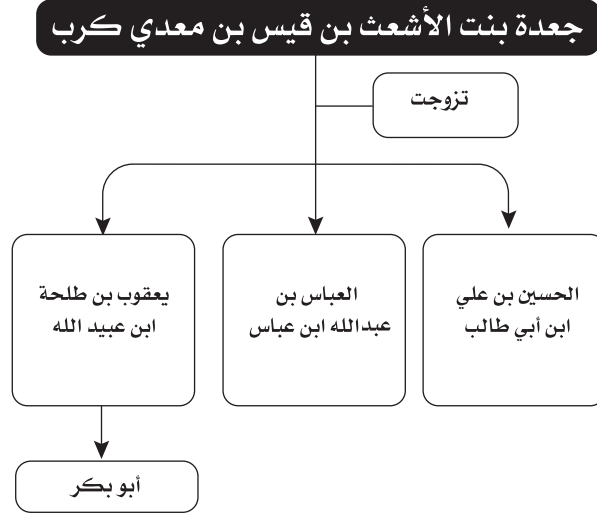 جعدة بنت الأشعث بن قيس بن معدي كرب
تزوجت
الحسين بن علي
ابن أبي طالب
العباس بن
عبدالله ابن عباس
يعقوب بن طلحة
ابن عبيد الله
أبو بكر